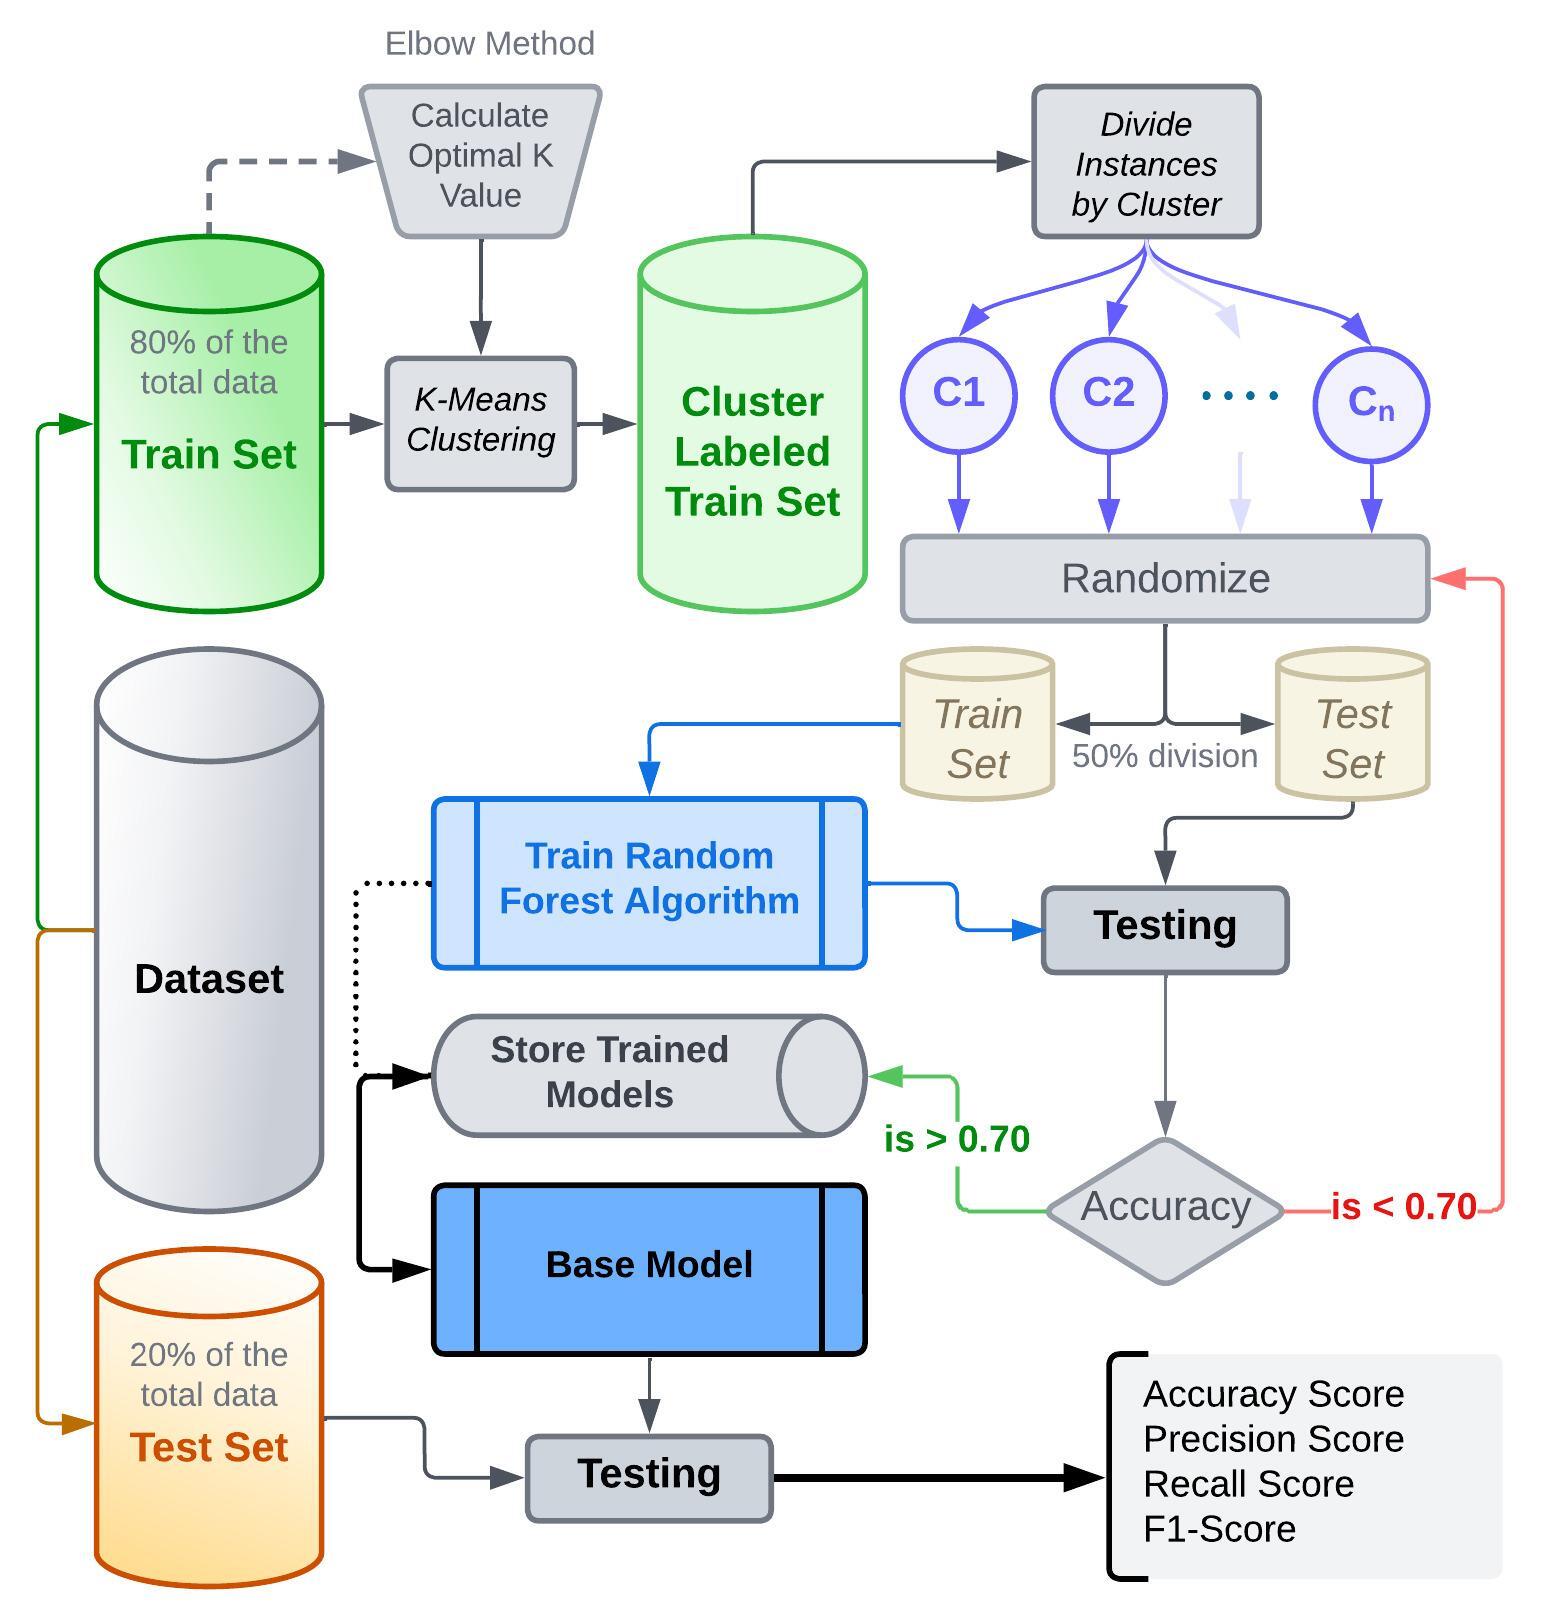 Elbow Method
Calculate
Optimal K
Value
Divide
Instances
by Cluster
80% of the
total data
Train Set
K-Means
Clustering
Cluster
Labeled
Train Set
C1
C2
Cn
Randomize
Train
Set
50% division
Test
Set
Train Random
Forest Algorithm
Testing
Dataset
Store Trained
Models
is > 0.70
Accuracy
is < 0.70
Base Model
20% of the
total data
Test Set
Testing
Accuracy Score
Precision Score
Recall Score
F1-Score